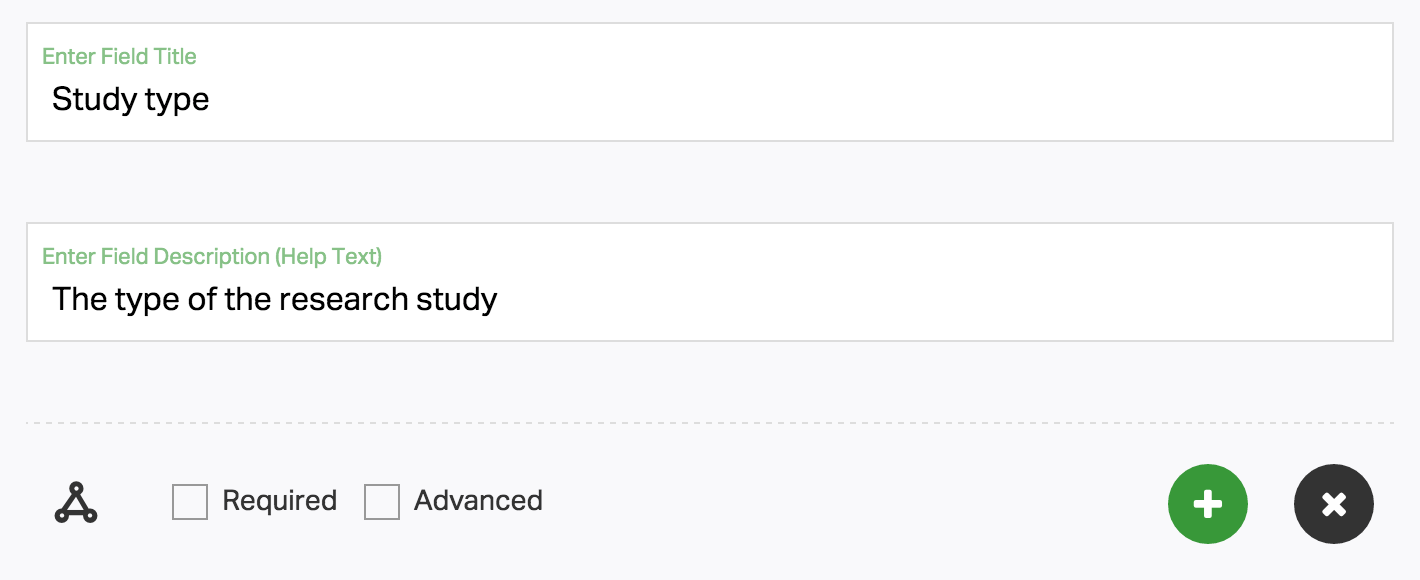 Enter Field Title
Study type
Enter Field Description (Help Text)
The type of the research study
Required Advanced